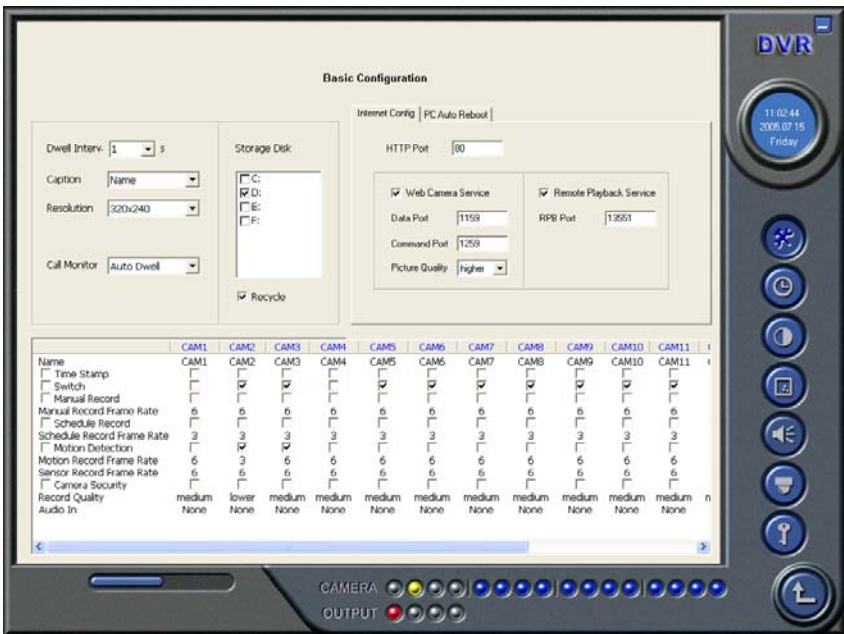 DVR
11:02:44
2005.07.15
Friday
Basic Configuration
Internet Config PC Auto Reboot
Dwell Interv. 1 s
Caption Name
Resolution 320x240
Call Monitor Auto Dwell
Storage Disk
C:
D:
E:
F:
Recycle
HTTP Port 80
Web Camera Service
Data Port 1159
Command Port 1259
Picture Quality higher
Remote Playback Service
RPB Port 13551
CAM1 CAM2 CAM3 CAM4 CAM5 CAM6 CAM7 CAM8 CAM9 CAM10 CAM11
Name CAM1 CAM2 CAM3 CAM4 CAM5 CAM6 CAM7 CAM8 CAM9 CAM10 CAM11
Time Stamp
Switch
Manual Record
Manual Record Frame Rate 6 6 6 6 6 6 6 6 6 6 6
Schedule Record
Schedule Record Frame Rate 3 3 3 3 3 3 3 3 3 3 3
Motion Detection
Motion Record Frame Rate 6 3 6 6 6 6 6 6 6 6 6
Sensor Record Frame Rate 6 6 6 6 6 6 6 6 6 6 6
Camera Security
Record Quality medium lower medium medium medium medium medium medium medium medium medium
Audio In None None None None None None None None None None None
CAMERA
OUTPUT